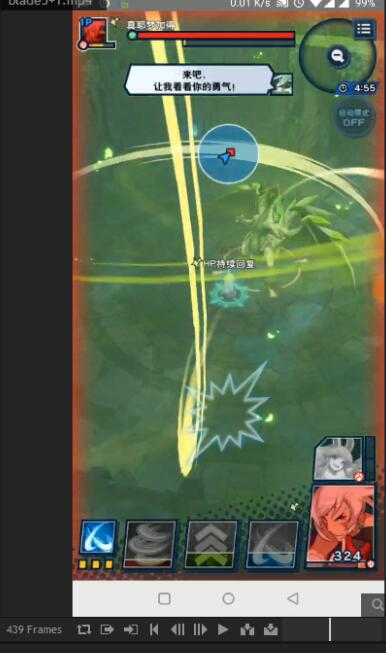 blade5+1.mp4
0.01 K/s
99%
1P
真耶梦加得
来吧，
让我看看你的勇气！
4:55
自动模式
OFF
HP持续回复
324
439 Frames